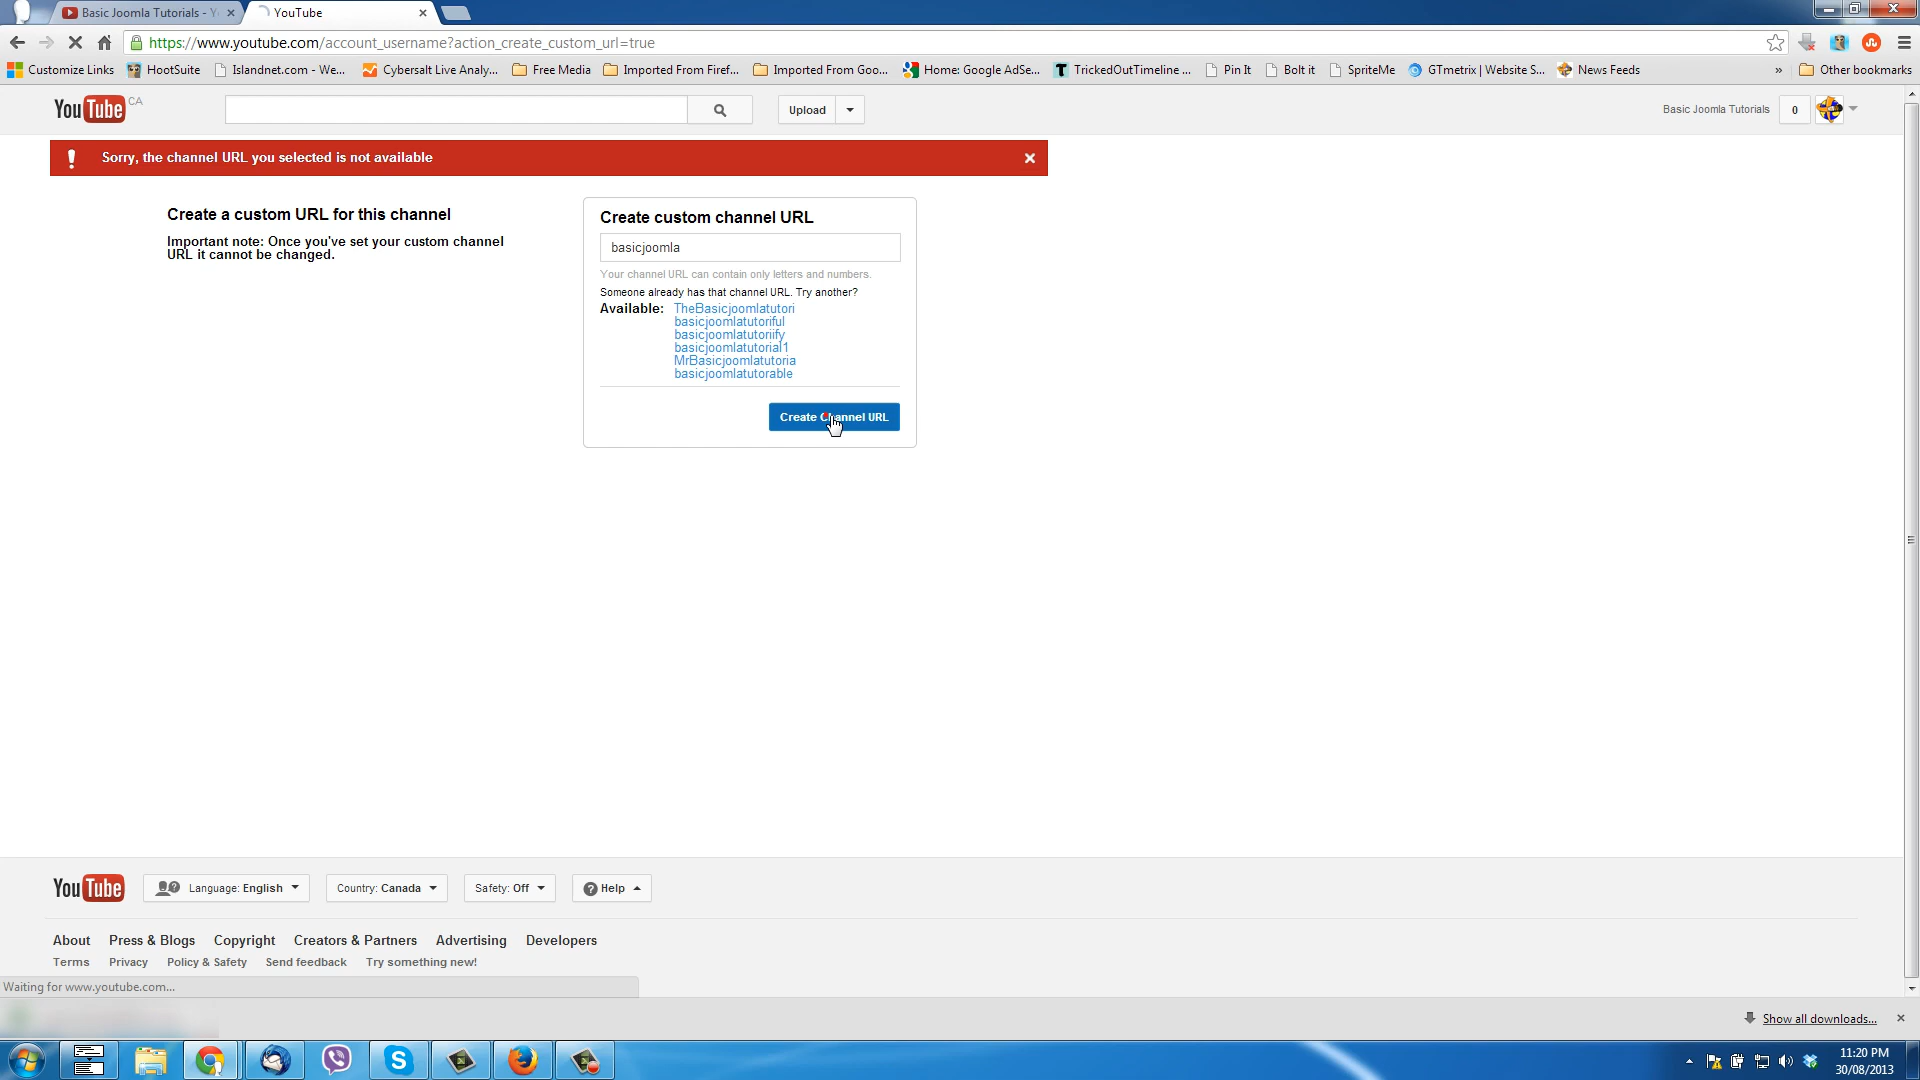 Basic Joomla Tutorials - Y
YouTube
https://www.youtube.com/account_username?action_create_custom_url=true
Customize Links
HootSuite
Islandnet.com - We...
Cybersalt Live Analy...
Free Media
Imported From Firef...
Imported From Goo...
Home: Google AdSe...
TrickedOutTimeline ...
Pin It
Bolt it
SpriteMe
GTmetrix | Website S...
News Feeds
»
Other bookmarks
YouTube CA
Upload
Basic Joomla Tutorials
0
Sorry, the channel URL you selected is not available
Create a custom URL for this channel
Important note: Once you've set your custom channel
URL it cannot be changed.
Create custom channel URL
basicjoomla
Your channel URL can contain only letters and numbers.
Someone already has that channel URL. Try another?
Available: TheBasicjoomlatutori
basicjoomlatutoriful
basicjoomlatutoriify
basicjoomlatutorial1
MrBasicjoomlatutoria
basicjoomlatutorable
Create Channel URL
YouTube
Language: English
Country: Canada
Safety: Off
Help
About Press & Blogs Copyright Creators & Partners Advertising Developers
Terms Privacy Policy & Safety Send feedback Try something new!
Waiting for www.youtube.com...
Show all downloads...
11:20 PM
30/08/2013